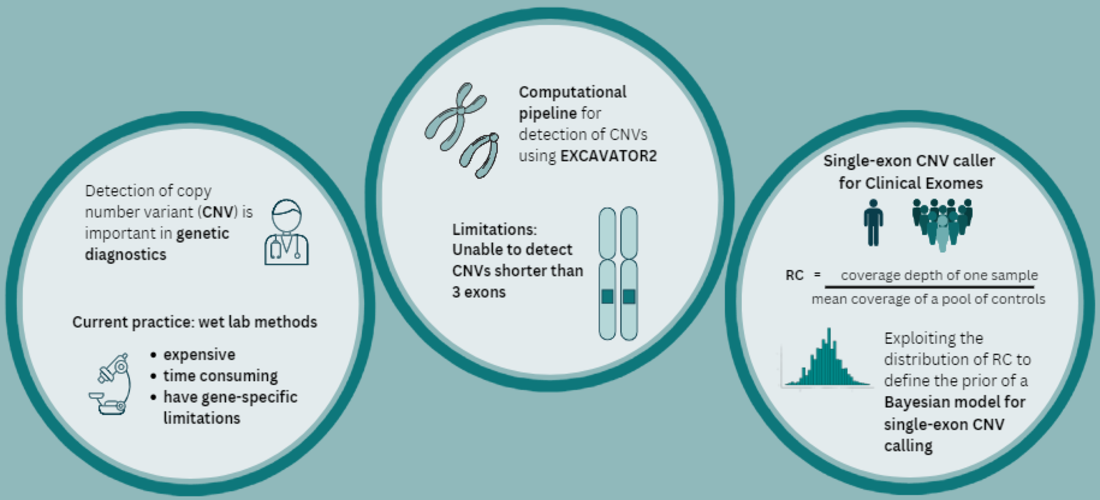 Detection of copy
number variant (CNV) is
important in genetic
diagnostics
Current practice: wet lab methods
• expensive
• time consuming
• have gene-specific
limitations
Computational
pipeline for
detection of CNVs
using EXCAVATOR2
Limitations:
Unable to detect
CNVs shorter than
3 exons
Single-exon CNV caller
for Clinical Exomes
RC = coverage depth of one sample
mean coverage of a pool of controls
Exploiting the
distribution of RC to
define the prior of a
Bayesian model for
single-exon CNV
calling